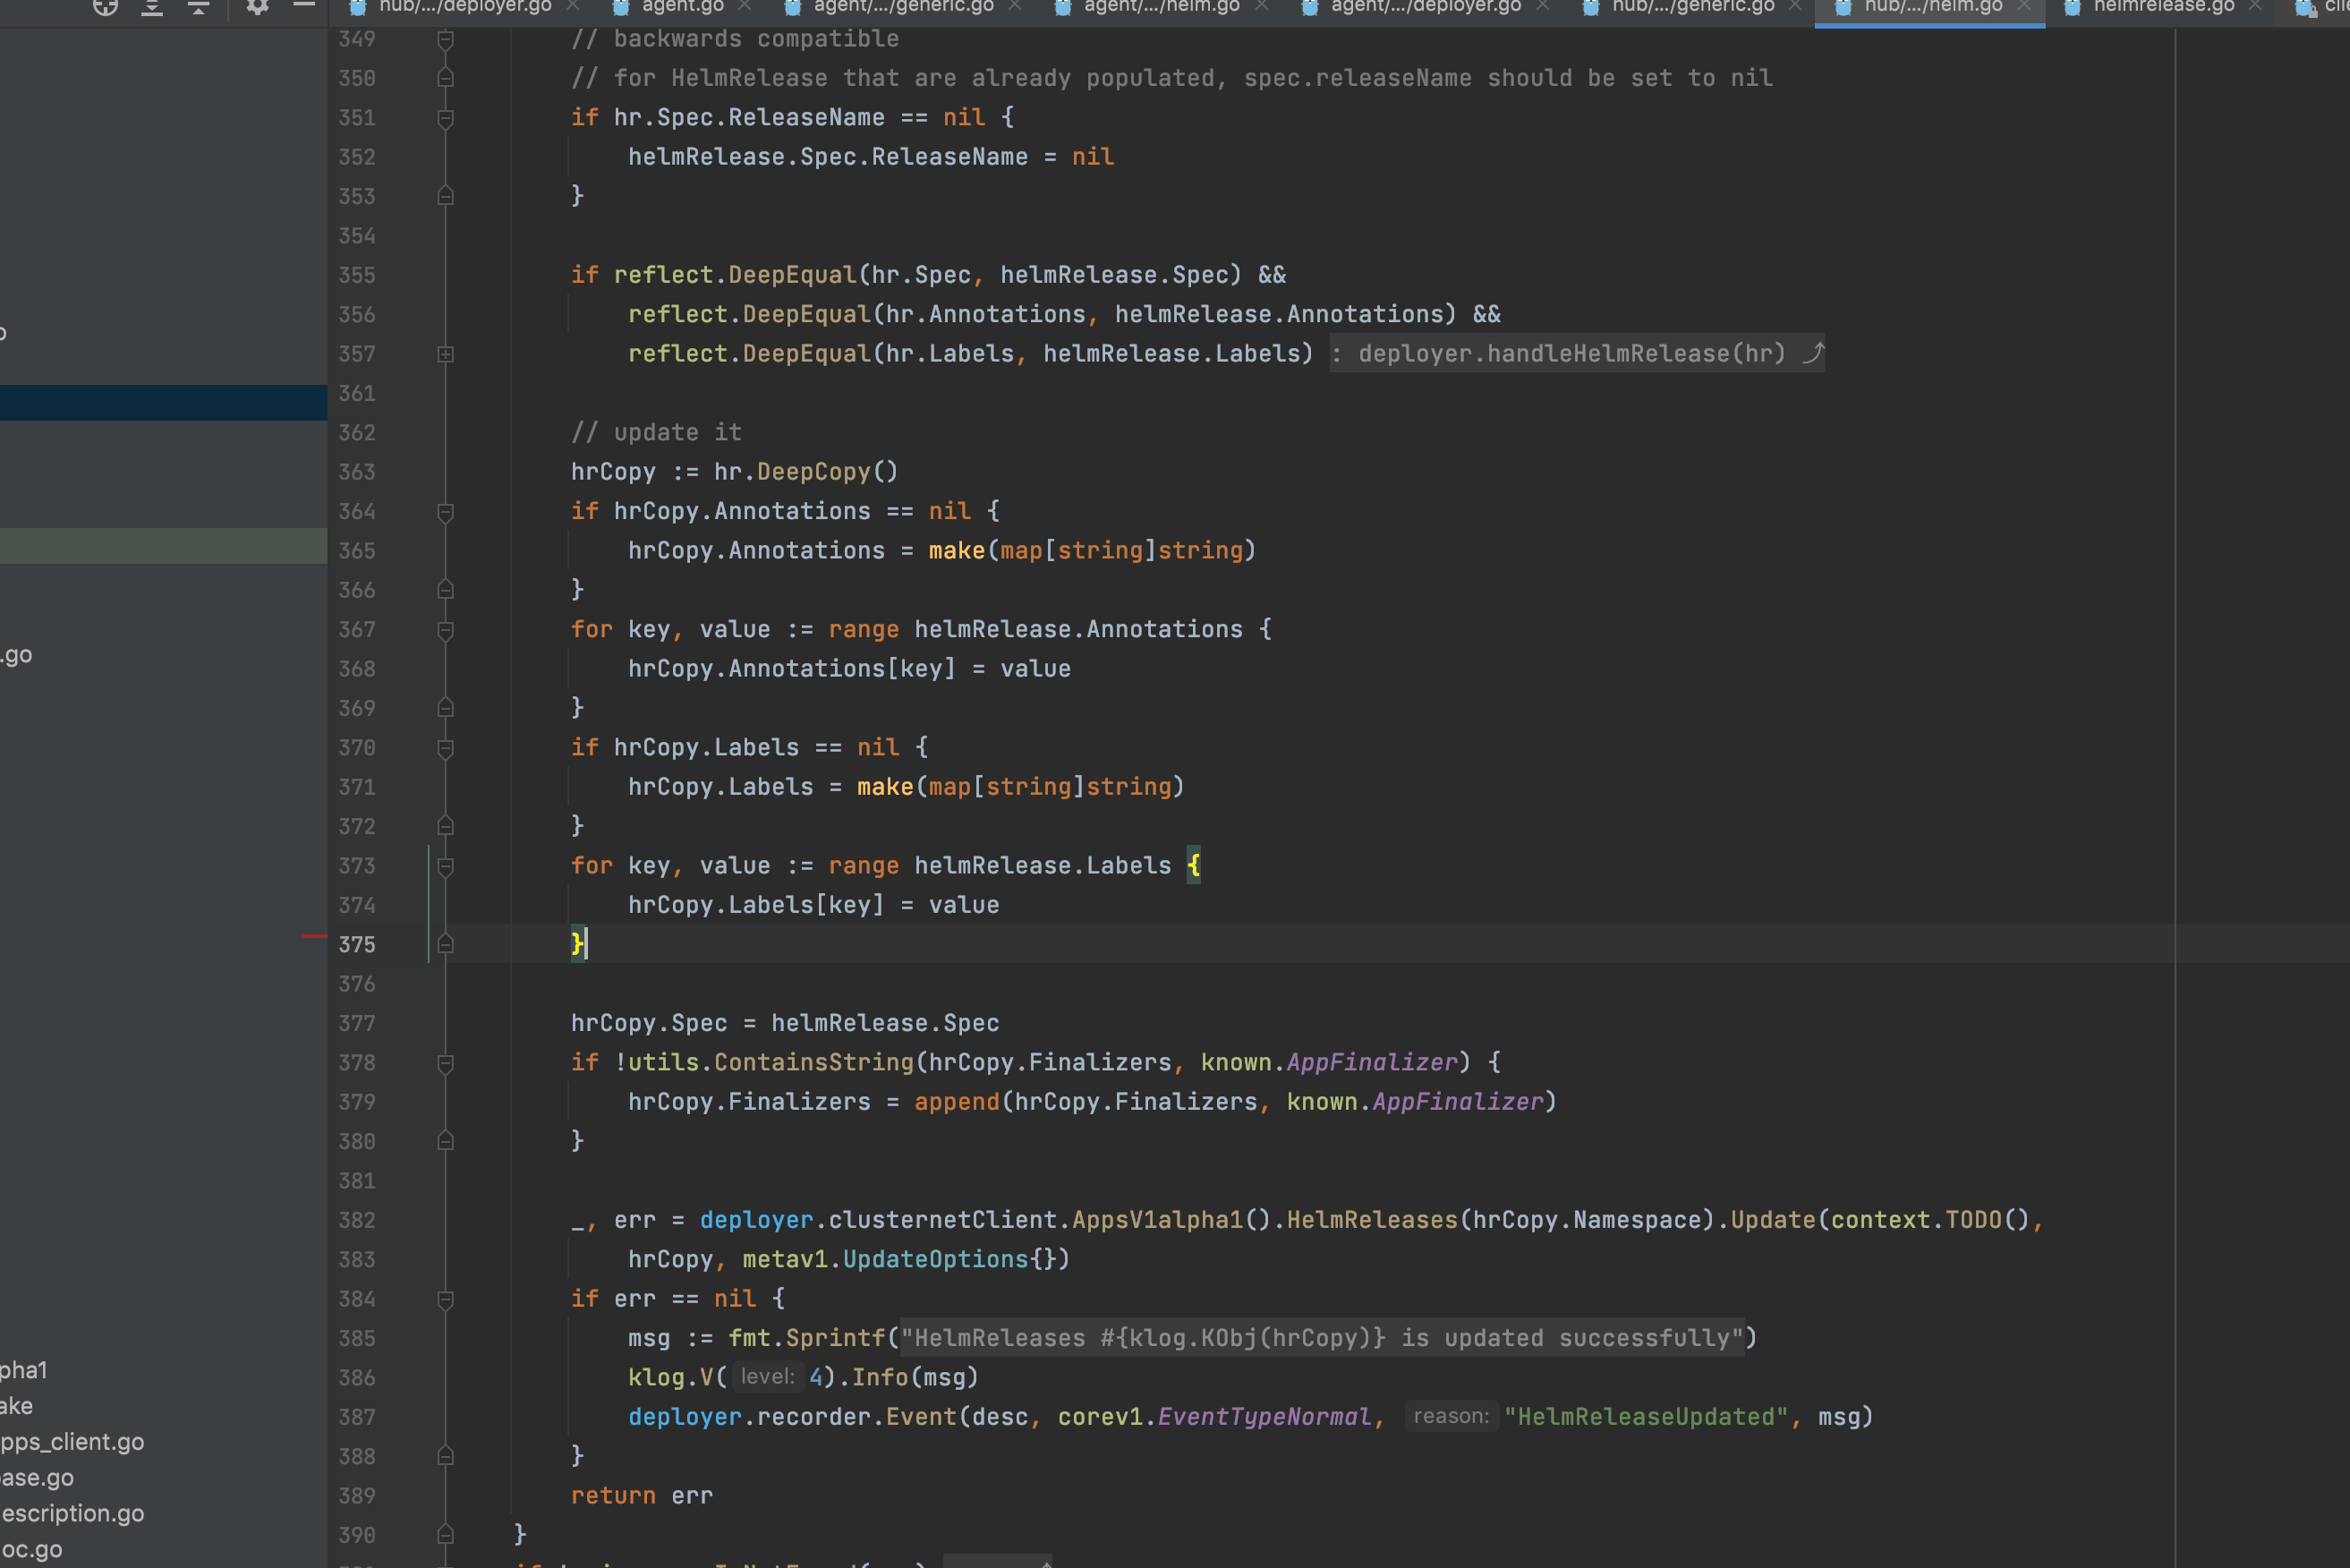 hub/.../deployer.go
agent.go
agent/.../generic.go
agent/.../helm.go
agent/.../deployer.go
hub/.../generic.go
hub/.../helm.go
helmrelease.go
349 // backwards compatible
350 // for HelmRelease that are already populated, spec.releaseName should be set to nil
351 if hr.Spec.ReleaseName == nil {
352 helmRelease.Spec.ReleaseName = nil
353 }
354
355 if reflect.DeepEqual(hr.Spec, helmRelease.Spec) &&
356 reflect.DeepEqual(hr.Annotations, helmRelease.Annotations) &&
357 reflect.DeepEqual(hr.Labels, helmRelease.Labels) : deployer.handleHelmRelease(hr) ⤴
361
362 // update it
363 hrCopy := hr.DeepCopy()
364 if hrCopy.Annotations == nil {
365 hrCopy.Annotations = make(map[string]string)
366 }
367 for key, value := range helmRelease.Annotations {
368 hrCopy.Annotations[key] = value
369 }
370 if hrCopy.Labels == nil {
371 hrCopy.Labels = make(map[string]string)
372 }
373 for key, value := range helmRelease.Labels {
374 hrCopy.Labels[key] = value
375 }
376
377 hrCopy.Spec = helmRelease.Spec
378 if !utils.ContainsString(hrCopy.Finalizers, known.AppFinalizer) {
379 hrCopy.Finalizers = append(hrCopy.Finalizers, known.AppFinalizer)
380 }
381
382 _, err = deployer.clusternetClient.AppsV1alpha1().HelmReleases(hrCopy.Namespace).Update(context.TODO(),
383 hrCopy, metav1.UpdateOptions{})
384 if err == nil {
385 msg := fmt.Sprintf("HelmReleases #{klog.KObj(hrCopy)} is updated successfully")
386 klog.V( level: 4).Info(msg)
387 deployer.recorder.Event(desc, corev1.EventTypeNormal, reason: "HelmReleaseUpdated", msg)
388 }
389 return err
390 }
.go
pha1
ake
pps_client.go
ase.go
escription.go
oc.go